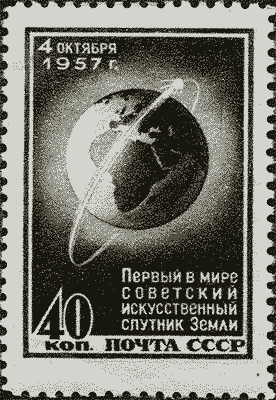 4 ОКТЯБРЯ
1957 г.
ПЕРВЫЙ В МИРЕ
СОВЕТСКИЙ
ИСКУССТВЕННЫЙ
СПУТНИК ЗЕМЛИ
40
коп. ПОЧТА СССР